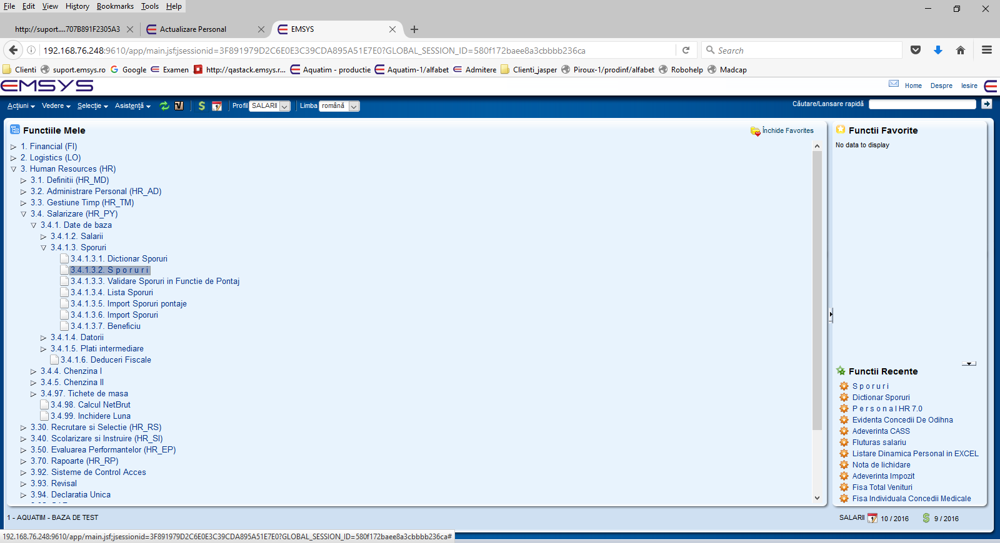 File Edit View History Bookmarks Tools Help
http://suport....707B891F2305A3 Actualizare Personal EMSYS
192.168.76.248:9610/app/main.jsf;jsessionid=3F891979D2C6E0E3C39CDA895A51E7E0?GLOBAL_SESSION_ID=580f172baee8a3cbbbb236ca Search
Clienti suport.emsys.ro Google Examen http://qastack.emsys.r... Aquatim - productie Aquatim-1/alfabet Admitere Clienti_jasper Piroux-1/prodinf/alfabet Robohelp Madcap
EMSYS Home Despre Iesire
Acţiuni Vedere Selecţie Asistenţă Profil SALARII Limba română Căutare/Lansare rapidă
Functiile Mele
Închide Favorites
1. Financial (FI)
2. Logistics (LO)
3. Human Resources (HR)
3.1. Definitii (HR_MD)
3.2. Administrare Personal (HR_AD)
3.3. Gestiune Timp (HR_TM)
3.4. Salarizare (HR_PY)
3.4.1. Date de baza
3.4.1.2. Salarii
3.4.1.3. Sporuri
3.4.1.3.1. Dictionar Sporuri
3.4.1.3.2. S p o r u r i
3.4.1.3.3. Validare Sporuri in Functie de Pontaj
3.4.1.3.4. Lista Sporuri
3.4.1.3.5. Import Sporuri pontaje
3.4.1.3.6. Import Sporuri
3.4.1.3.7. Beneficiu
3.4.1.4. Datorii
3.4.1.5. Plati intermediare
3.4.1.6. Deduceri Fiscale
3.4.4. Chenzina I
3.4.5. Chenzina II
3.4.97. Tichete de masa
3.4.98. Calcul NetBrut
3.4.99. Inchidere Luna
3.30. Recrutare si Selectie (HR_RS)
3.40. Scolarizare si Instruire (HR_SI)
3.50. Evaluarea Performantelor (HR_EP)
3.70. Rapoarte (HR_RP)
3.92. Sisteme de Control Acces
3.93. Revisal
3.94. Declaratia Unica
Functii Favorite
No data to display
Functii Recente
S p o r u r i
Dictionar Sporuri
P e r s o n a l HR 7.0
Evidenta Concedii De Odihna
Adeverinta CASS
Fluturas salariu
Listare Dinamica Personal in EXCEL
Nota de lichidare
Adeverinta Impozit
Fisa Total Venituri
Fisa Individuala Concedii Medicale
1 - AQUATIM - BAZA DE TEST SALARII 10 / 2016 9 / 2016
192.168.76.248:9610/app/main.jsf;jsessionid=3F891979D2C6E0E3C39CDA895A51E7E0?GLOBAL_SESSION_ID=580f172baee8a3cbbbb236ca#